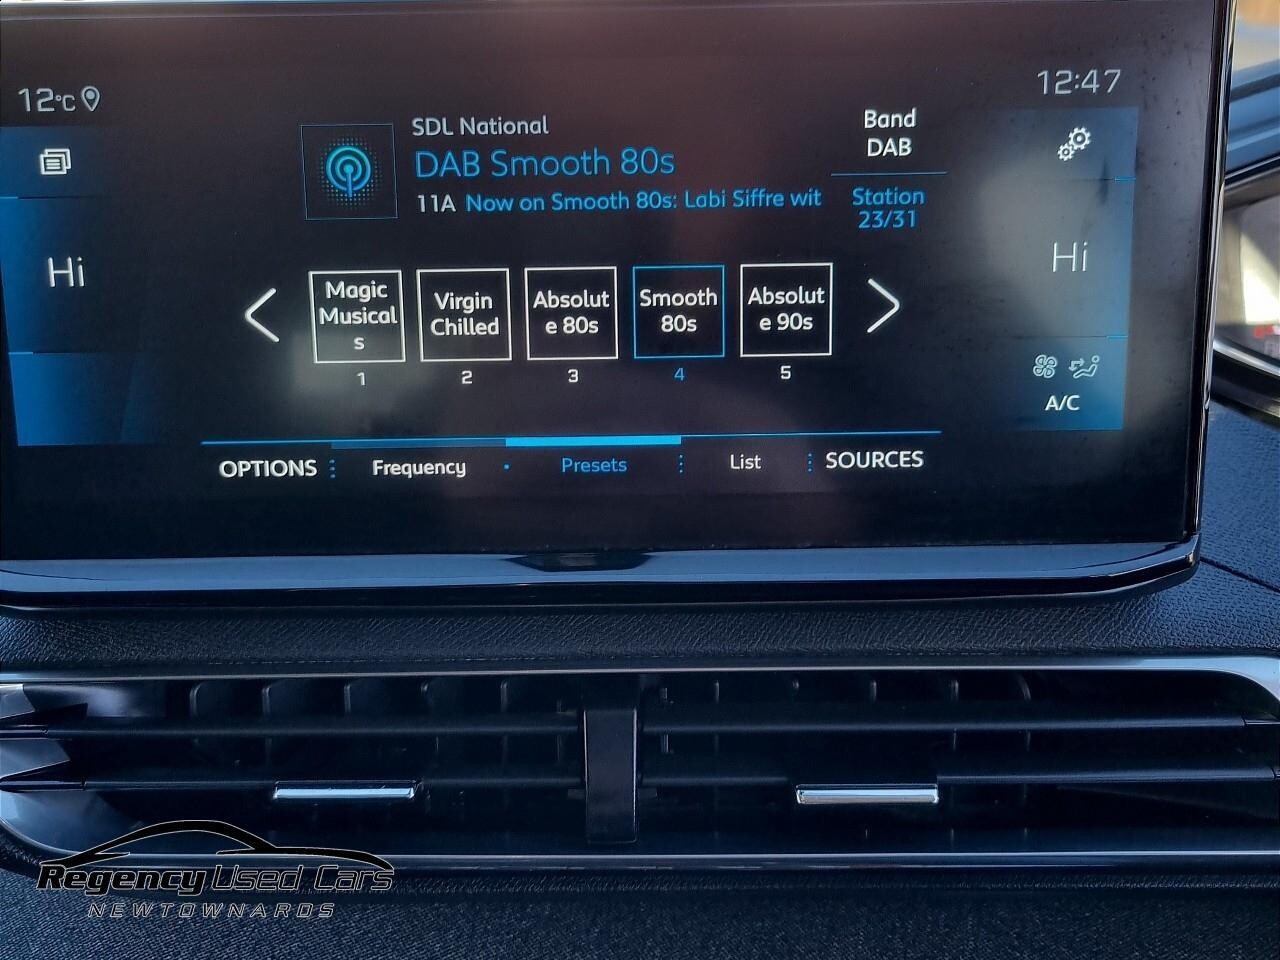 12°C
12:47
SDL National
DAB Smooth 80s
11A Now on Smooth 80s: Labi Siffre wit
Band
DAB
Station
23/31
Hi
Hi
Magic
Musical
s
Virgin
Chilled
Absolut
e 80s
Smooth
80s
Absolut
e 90s
1
2
3
4
5
A/C
OPTIONS
Frequency
Presets
List
SOURCES
Regency Used Cars
NEWTOWNARDS